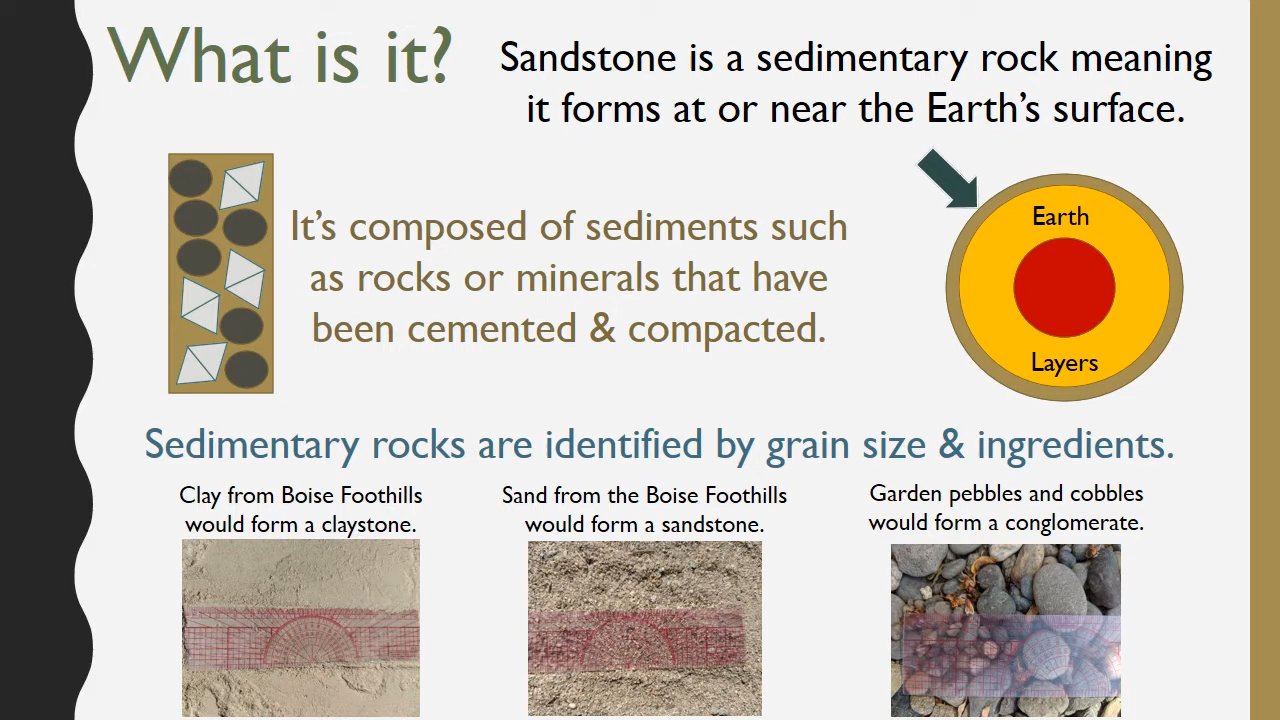 What is it?
Sandstone is a sedimentary rock meaning
it forms at or near the Earth's surface.
It's composed of sediments such
as rocks or minerals that have
been cemented & compacted.
Earth
Layers
Sedimentary rocks are identified by grain size & ingredients.
Clay from Boise Foothills
would form a claystone.
Sand from the Boise Foothills
would form a sandstone.
Garden pebbles and cobbles
would form a conglomerate.